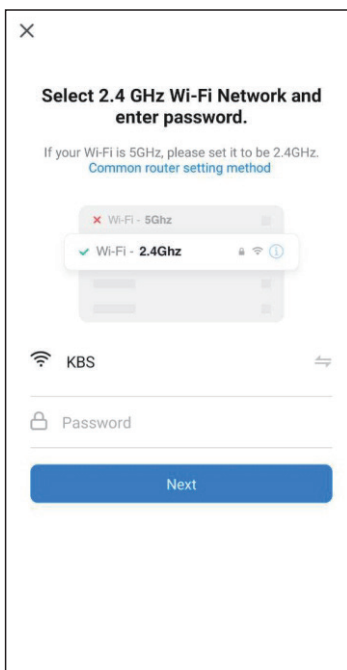 Select 2.4 GHz Wi-Fi Network and
enter password.
If your Wi-Fi is 5GHz, please set it to be 2.4GHz.
Common router setting method
Wi-Fi - 5Ghz
Wi-Fi - 2.4Ghz
KBS
Password
Next